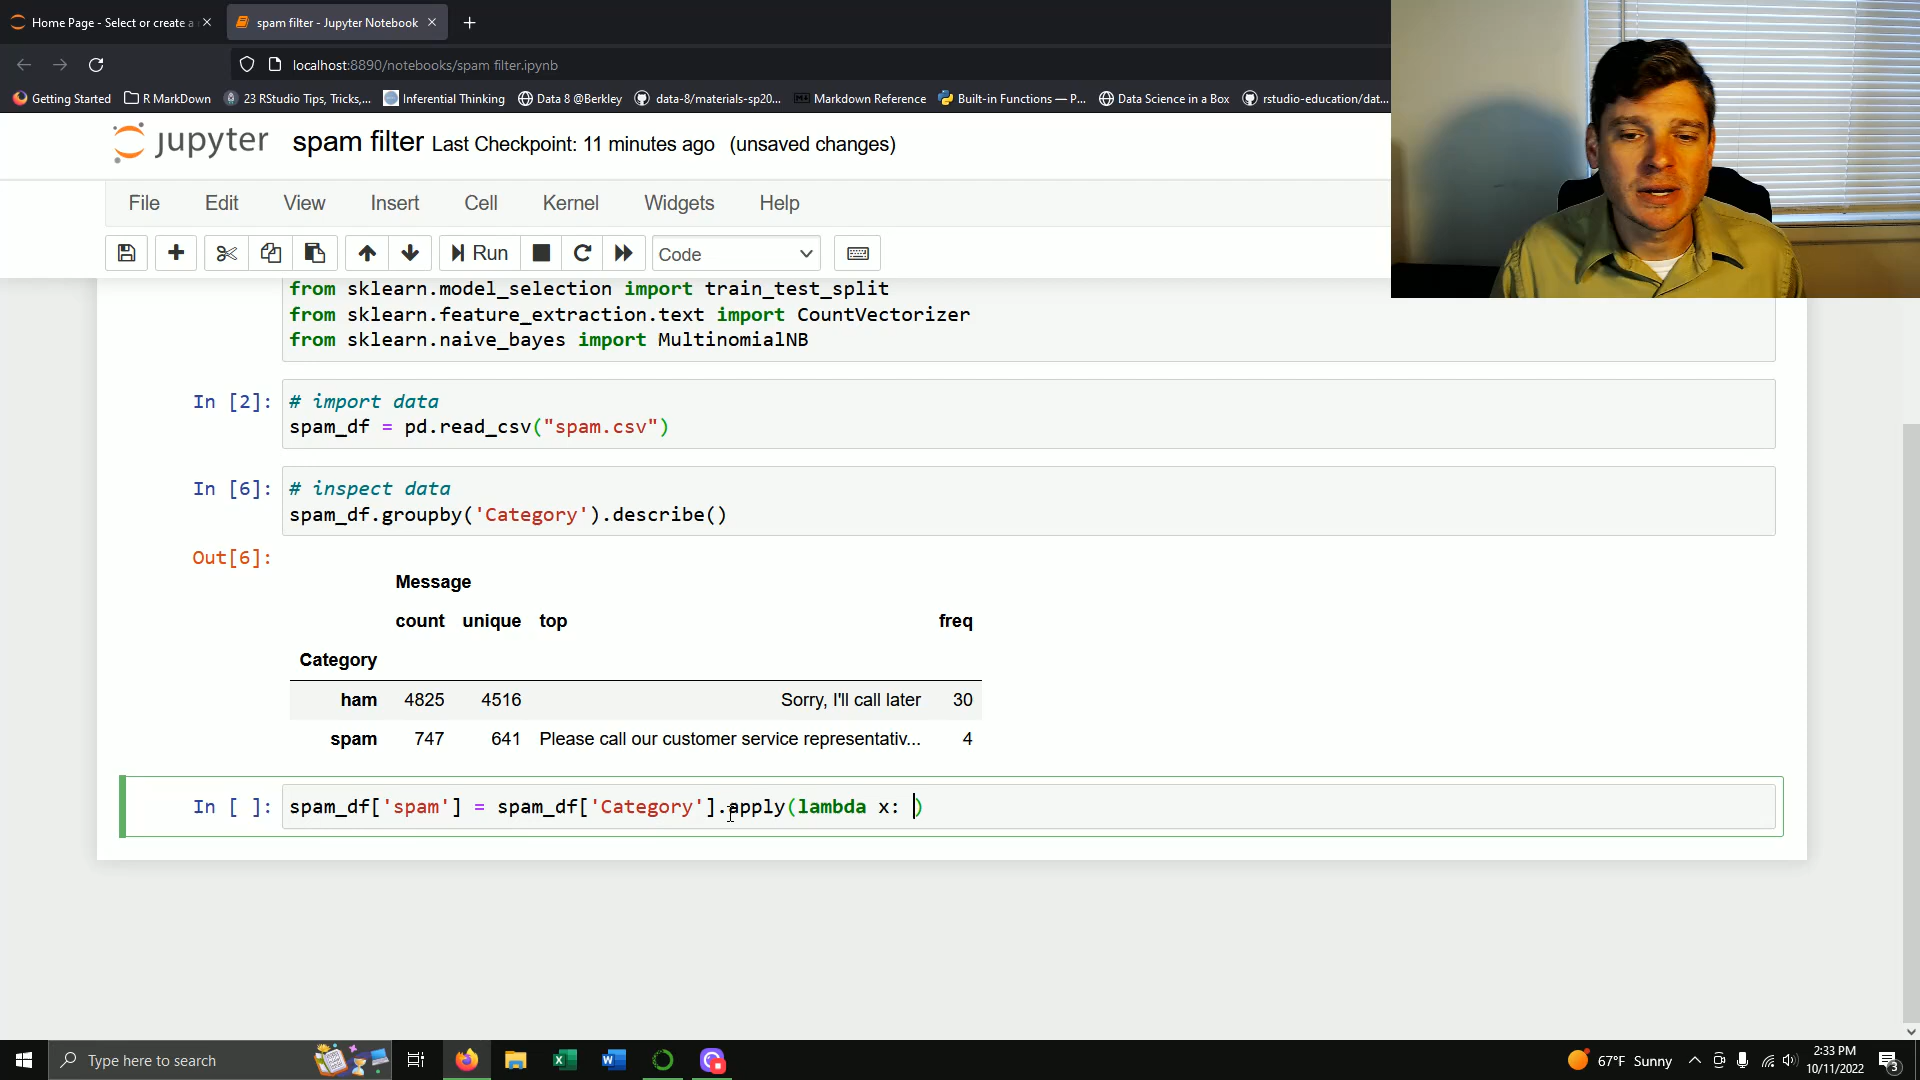 Home Page - Select or create a
spam filter - Jupyter Notebook
localhost:8890/notebooks/spam filter.ipynb
Getting Started
R MarkDown
23 RStudio Tips, Tricks,...
Inferential Thinking
Data 8 @Berkley
data-8/materials-sp20...
Markdown Reference
Built-in Functions — P...
Data Science in a Box
rstudio-education/dat...
jupyter spam filter Last Checkpoint: 11 minutes ago (unsaved changes)
File Edit View Insert Cell Kernel Widgets Help
Run Code
from sklearn.model_selection import train_test_split
from sklearn.feature_extraction.text import CountVectorizer
from sklearn.naive_bayes import MultinomialNB
In [2]: # import data
spam_df = pd.read_csv("spam.csv")
In [6]: # inspect data
spam_df.groupby('Category').describe()
Out[6]:
Message
count unique top freq
Category
ham 4825 4516 Sorry, I'll call later 30
spam 747 641 Please call our customer service representativ... 4
In [ ]: spam_df['spam'] = spam_df['Category'].apply(lambda x: )
Type here to search
67°F Sunny
2:33 PM
10/11/2022
3